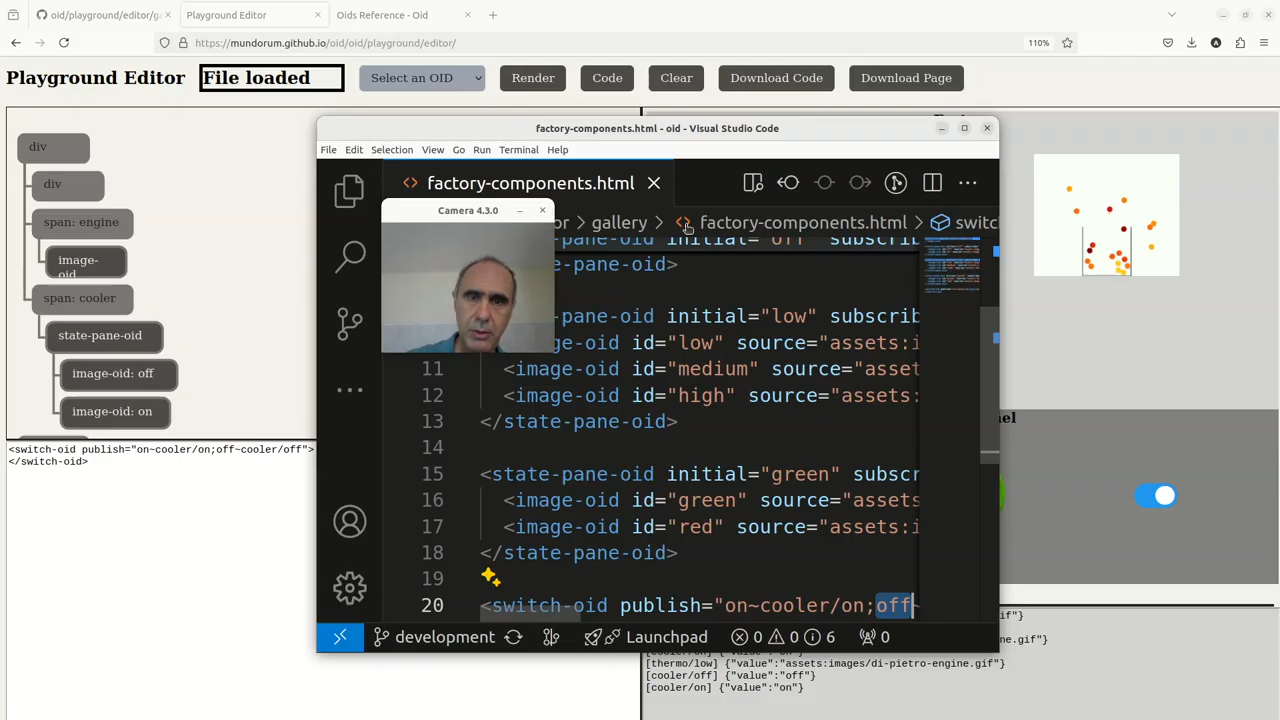 oid/playground/editor/ga
Playground Editor
Oids Reference - Oid
https://mundorum.github.io/oid/oid/playground/editor/
110%
Playground Editor
File loaded
Select an OID
Render
Code
Clear
Download Code
Download Page
div
div
span: engine
image-
oid
span: cooler
state-pane-oid
image-oid: off
image-oid: on
<switch-oid publish="on~cooler/on;off~cooler/off">
</switch-oid>
factory-components.html - oid - Visual Studio Code
File Edit Selection View Go Run Terminal Help
factory-components.html
gallery > factory-components.html > switc
Camera 4.3.0
-pane-oid initial="off" subscrib
e-pane-oid>
-pane-oid initial="low" subscrib
ge-oid id="low" source="assets:i
11 <image-oid id="medium" source="asset
12 <image-oid id="high" source="assets:
13 </state-pane-oid>
14
15 <state-pane-oid initial="green" subscr
16 <image-oid id="green" source="assets
17 <image-oid id="red" source="assets:i
18 </state-pane-oid>
19
20 <switch-oid publish="on~cooler/on;off~
development
Launchpad
0 0 6
0
nel
gif"}
ne.gif"}
[cooler/on] {"value":"on"}
[thermo/low] {"value":"assets:images/di-pietro-engine.gif"}
[cooler/off] {"value":"off"}
[cooler/on] {"value":"on"}